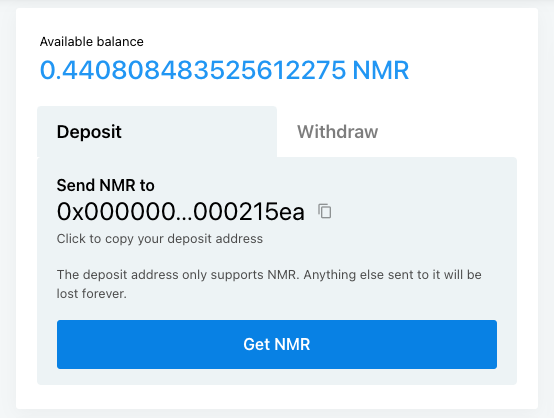 Available balance
0.440808483525612275 NMR
Deposit Withdraw
Send NMR to
0x000000...000215ea
Click to copy your deposit address
The deposit address only supports NMR. Anything else sent to it will be
lost forever.
Get NMR